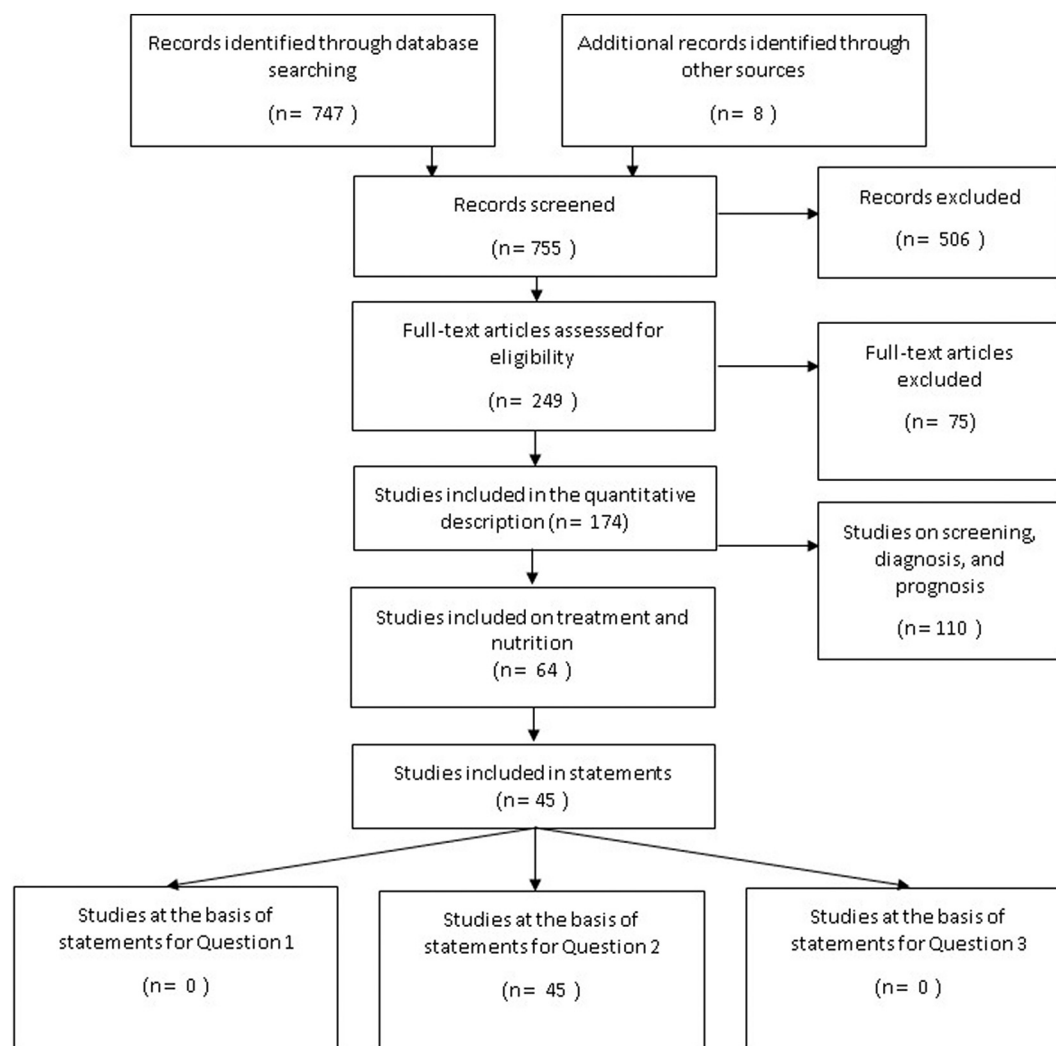 Records identified through database
searching
(n= 747 )
Additional records identified through
other sources
(n= 8 )
Records screened
(n= 755 )
Records excluded
(n= 506 )
Full-text articles assessed for
eligibility
(n= 249 )
Full-text articles
excluded
(n= 75)
Studies included in the quantitative
description (n= 174)
Studies on screening,
diagnosis, and
prognosis
(n=110 )
Studies included on treatment and
nutrition
(n= 64 )
Studies included in statements
(n= 45 )
Studies at the basis of
statements for Question 1
(n= 0 )
Studies at the basis of
statements for Question 2
(n= 45 )
Studies at the basis of
statements for Question 3
(n= 0 )